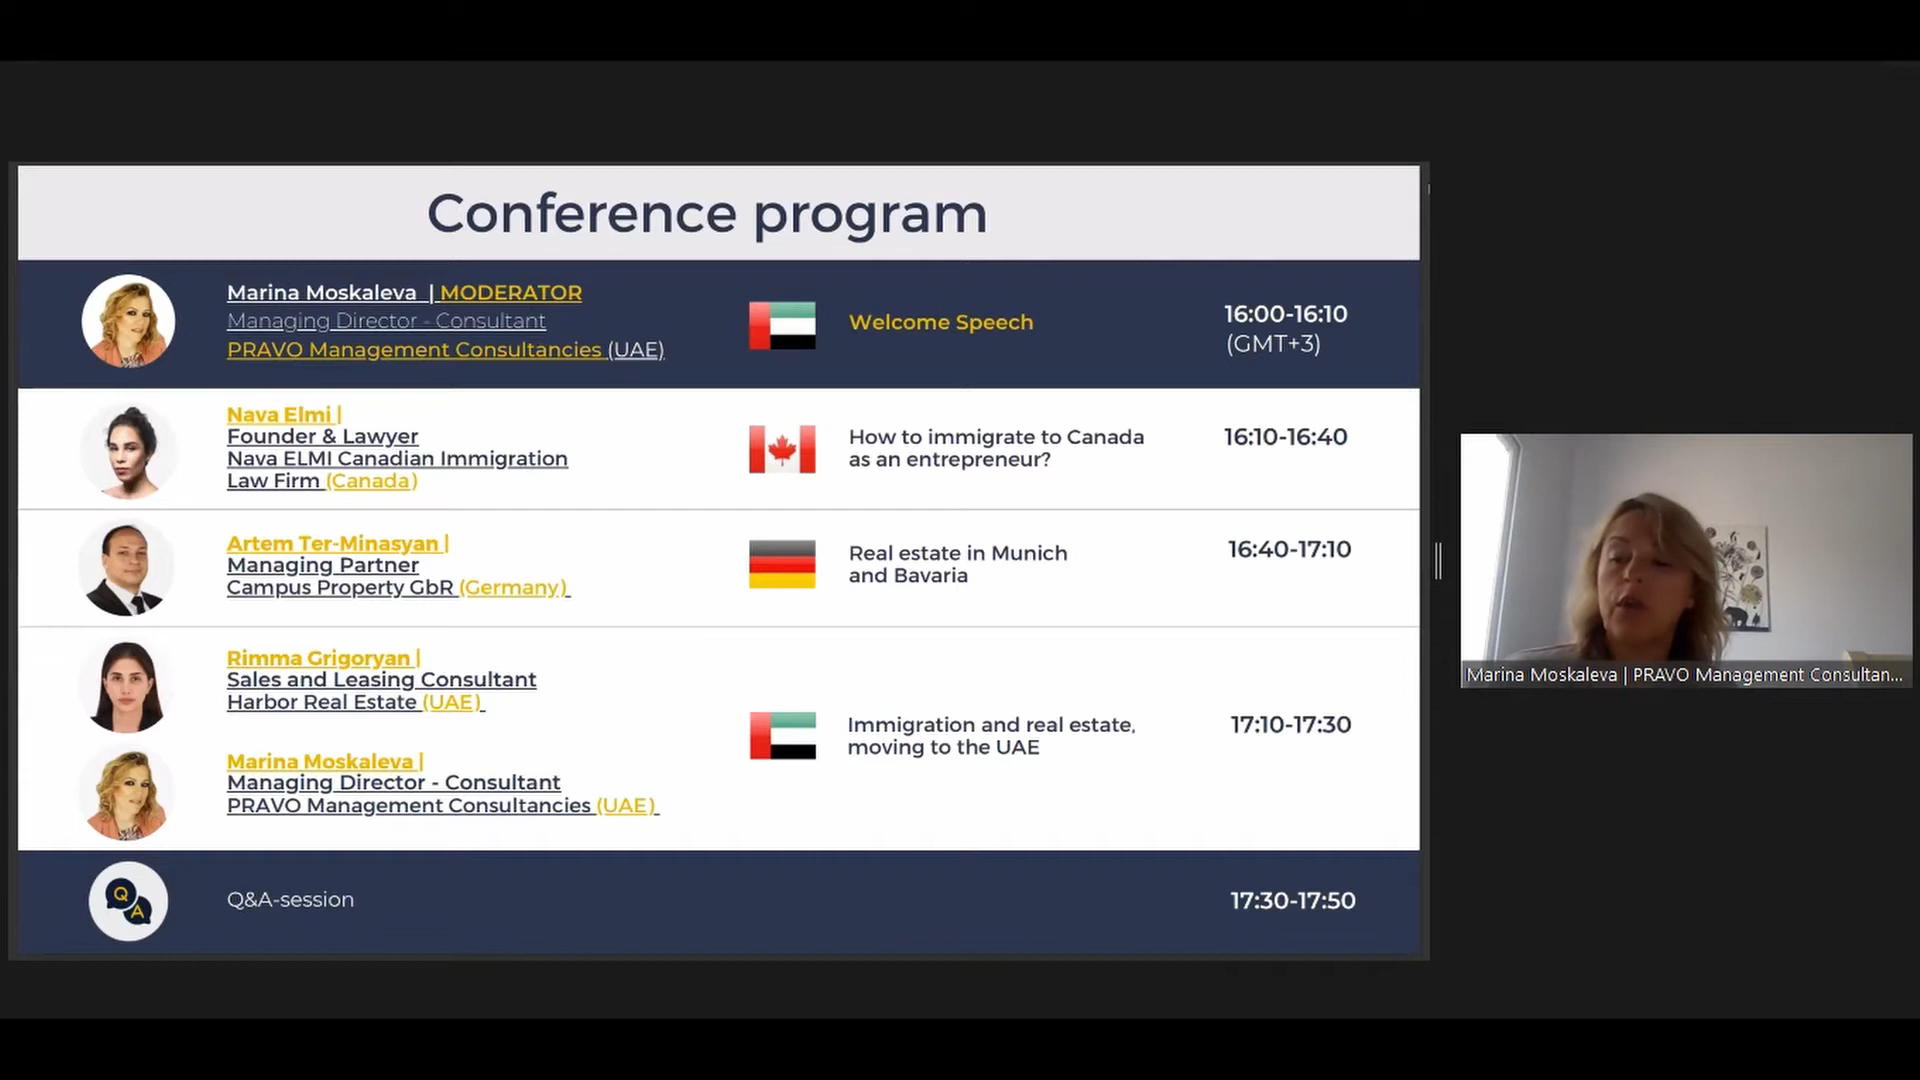 Conference program
Marina Moskaleva | MODERATOR
Managing Director - Consultant
PRAVO Management Consultancies (UAE)
Welcome Speech
16:00-16:10
(GMT+3)
Nava Elmi |
Founder & Lawyer
Nava ELMI Canadian Immigration
Law Firm (Canada)
How to immigrate to Canada
as an entrepreneur?
16:10-16:40
Artem Ter-Minasyan |
Managing Partner
Campus Property GbR (Germany)
Real estate in Munich
and Bavaria
16:40-17:10
Rimma Grigoryan |
Sales and Leasing Consultant
Harbor Real Estate (UAE)
Marina Moskaleva |
Managing Director - Consultant
PRAVO Management Consultancies (UAE)
Immigration and real estate,
moving to the UAE
17:10-17:30
Q
A
Q&A-session
17:30-17:50
Marina Moskaleva | PRAVO Management Consultan...